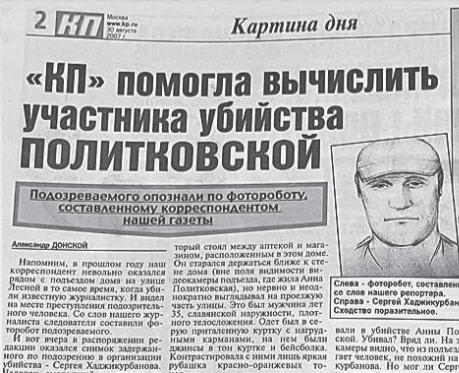 2 КП
Москва
www.kp.ru
30 августа
2007 г.
Картина дня
«КП» помогла вычислить
участника убийства
ПОЛИТКОВСКОЙ
Подозреваемого опознали по фотороботу,
составленному корреспондентом
нашей газеты
Александр ДОНСКОЙ
Напомним, в прошлом году наш
корреспондент невольно оказался
рядом с подъездом дома на улице
Лесной в то самое время, когда уби-
ли известную журналистку. И видел
на месте преступления подозритель-
ного человека. Со слов нашего жур-
налиста следователи составили фо-
торобот подозреваемого.
И вот вчера в распоряжении ре-
дакции оказался снимок задержан-
ного по подозрению в организации
убийства - Сергея Хаджикурбанова.
торый стоял между аптекой и мага-
зином, расположенным в этом доме.
Он старался держаться ближе к сте-
не дома (вне поля видимости ви-
деокамеры подъезда, где жила Анна
Политковская), но нервно и неод-
нократно выглядывал на проезжую
часть улицы. Это был мужчина лет
35, славянской наружности, плот-
ного телосложения. Одет был в се-
рую приталенную куртку с нагруд-
ными карманами, на нем были
джинсы в тон куртке и бейсболка.
Контрастировала с ними лишь яркая
рубашка красно-оранжевых то-
Слева - фоторобот, составлен
со слов нашего репортера.
Справа - Сергей Хаджикурбан
Сходство поразительное.
вали в убийстве Анны По
ской. Убивал? Вряд ли. На з
камеры видно, что из подъез
гает человек, не похожий на
курбанова. Но мог ли Серг